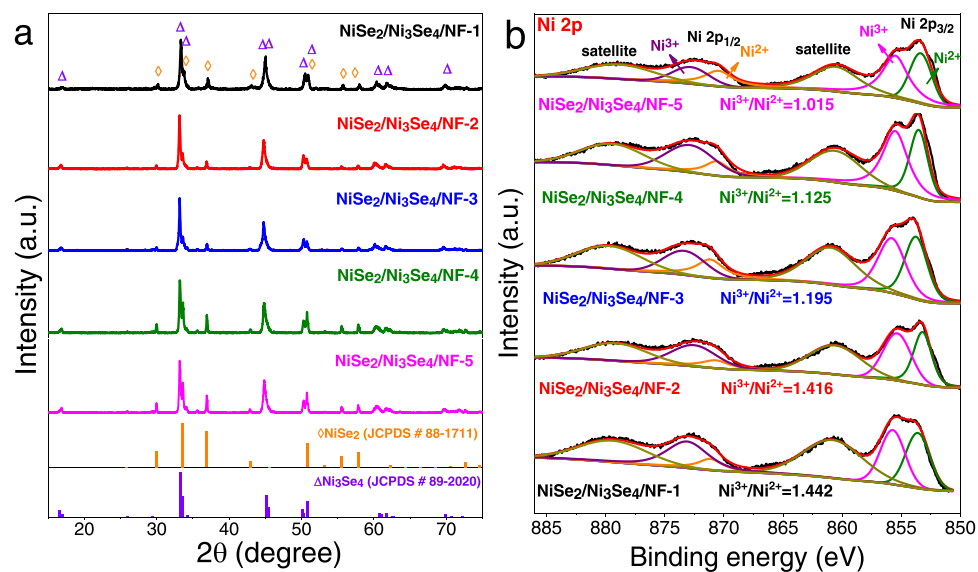 a
NiSe₂/Ni₃Se₄/NF-1
NiSe₂/Ni₃Se₄/NF-2
NiSe₂/Ni₃Se₄/NF-3
NiSe₂/Ni₃Se₄/NF-4
NiSe₂/Ni₃Se₄/NF-5
◊NiSe₂ (JCPDS # 88-1711)
ΔNi₃Se₄ (JCPDS # 89-2020)
Intensity (a.u.)
20 30 40 50 60 70
2θ (degree)
b
Ni 2p
satellite
Ni³⁺
Ni 2p₁/₂
Ni²⁺
satellite
Ni³⁺
Ni 2p₃/₂
Ni²⁺
NiSe₂/Ni₃Se₄/NF-5 Ni³⁺/Ni²⁺=1.015
NiSe₂/Ni₃Se₄/NF-4 Ni³⁺/Ni²⁺=1.125
NiSe₂/Ni₃Se₄/NF-3 Ni³⁺/Ni²⁺=1.195
NiSe₂/Ni₃Se₄/NF-2 Ni³⁺/Ni²⁺=1.416
NiSe₂/Ni₃Se₄/NF-1 Ni³⁺/Ni²⁺=1.442
Intensity (a.u.)
885 880 875 870 865 860 855 850
Binding energy (eV)